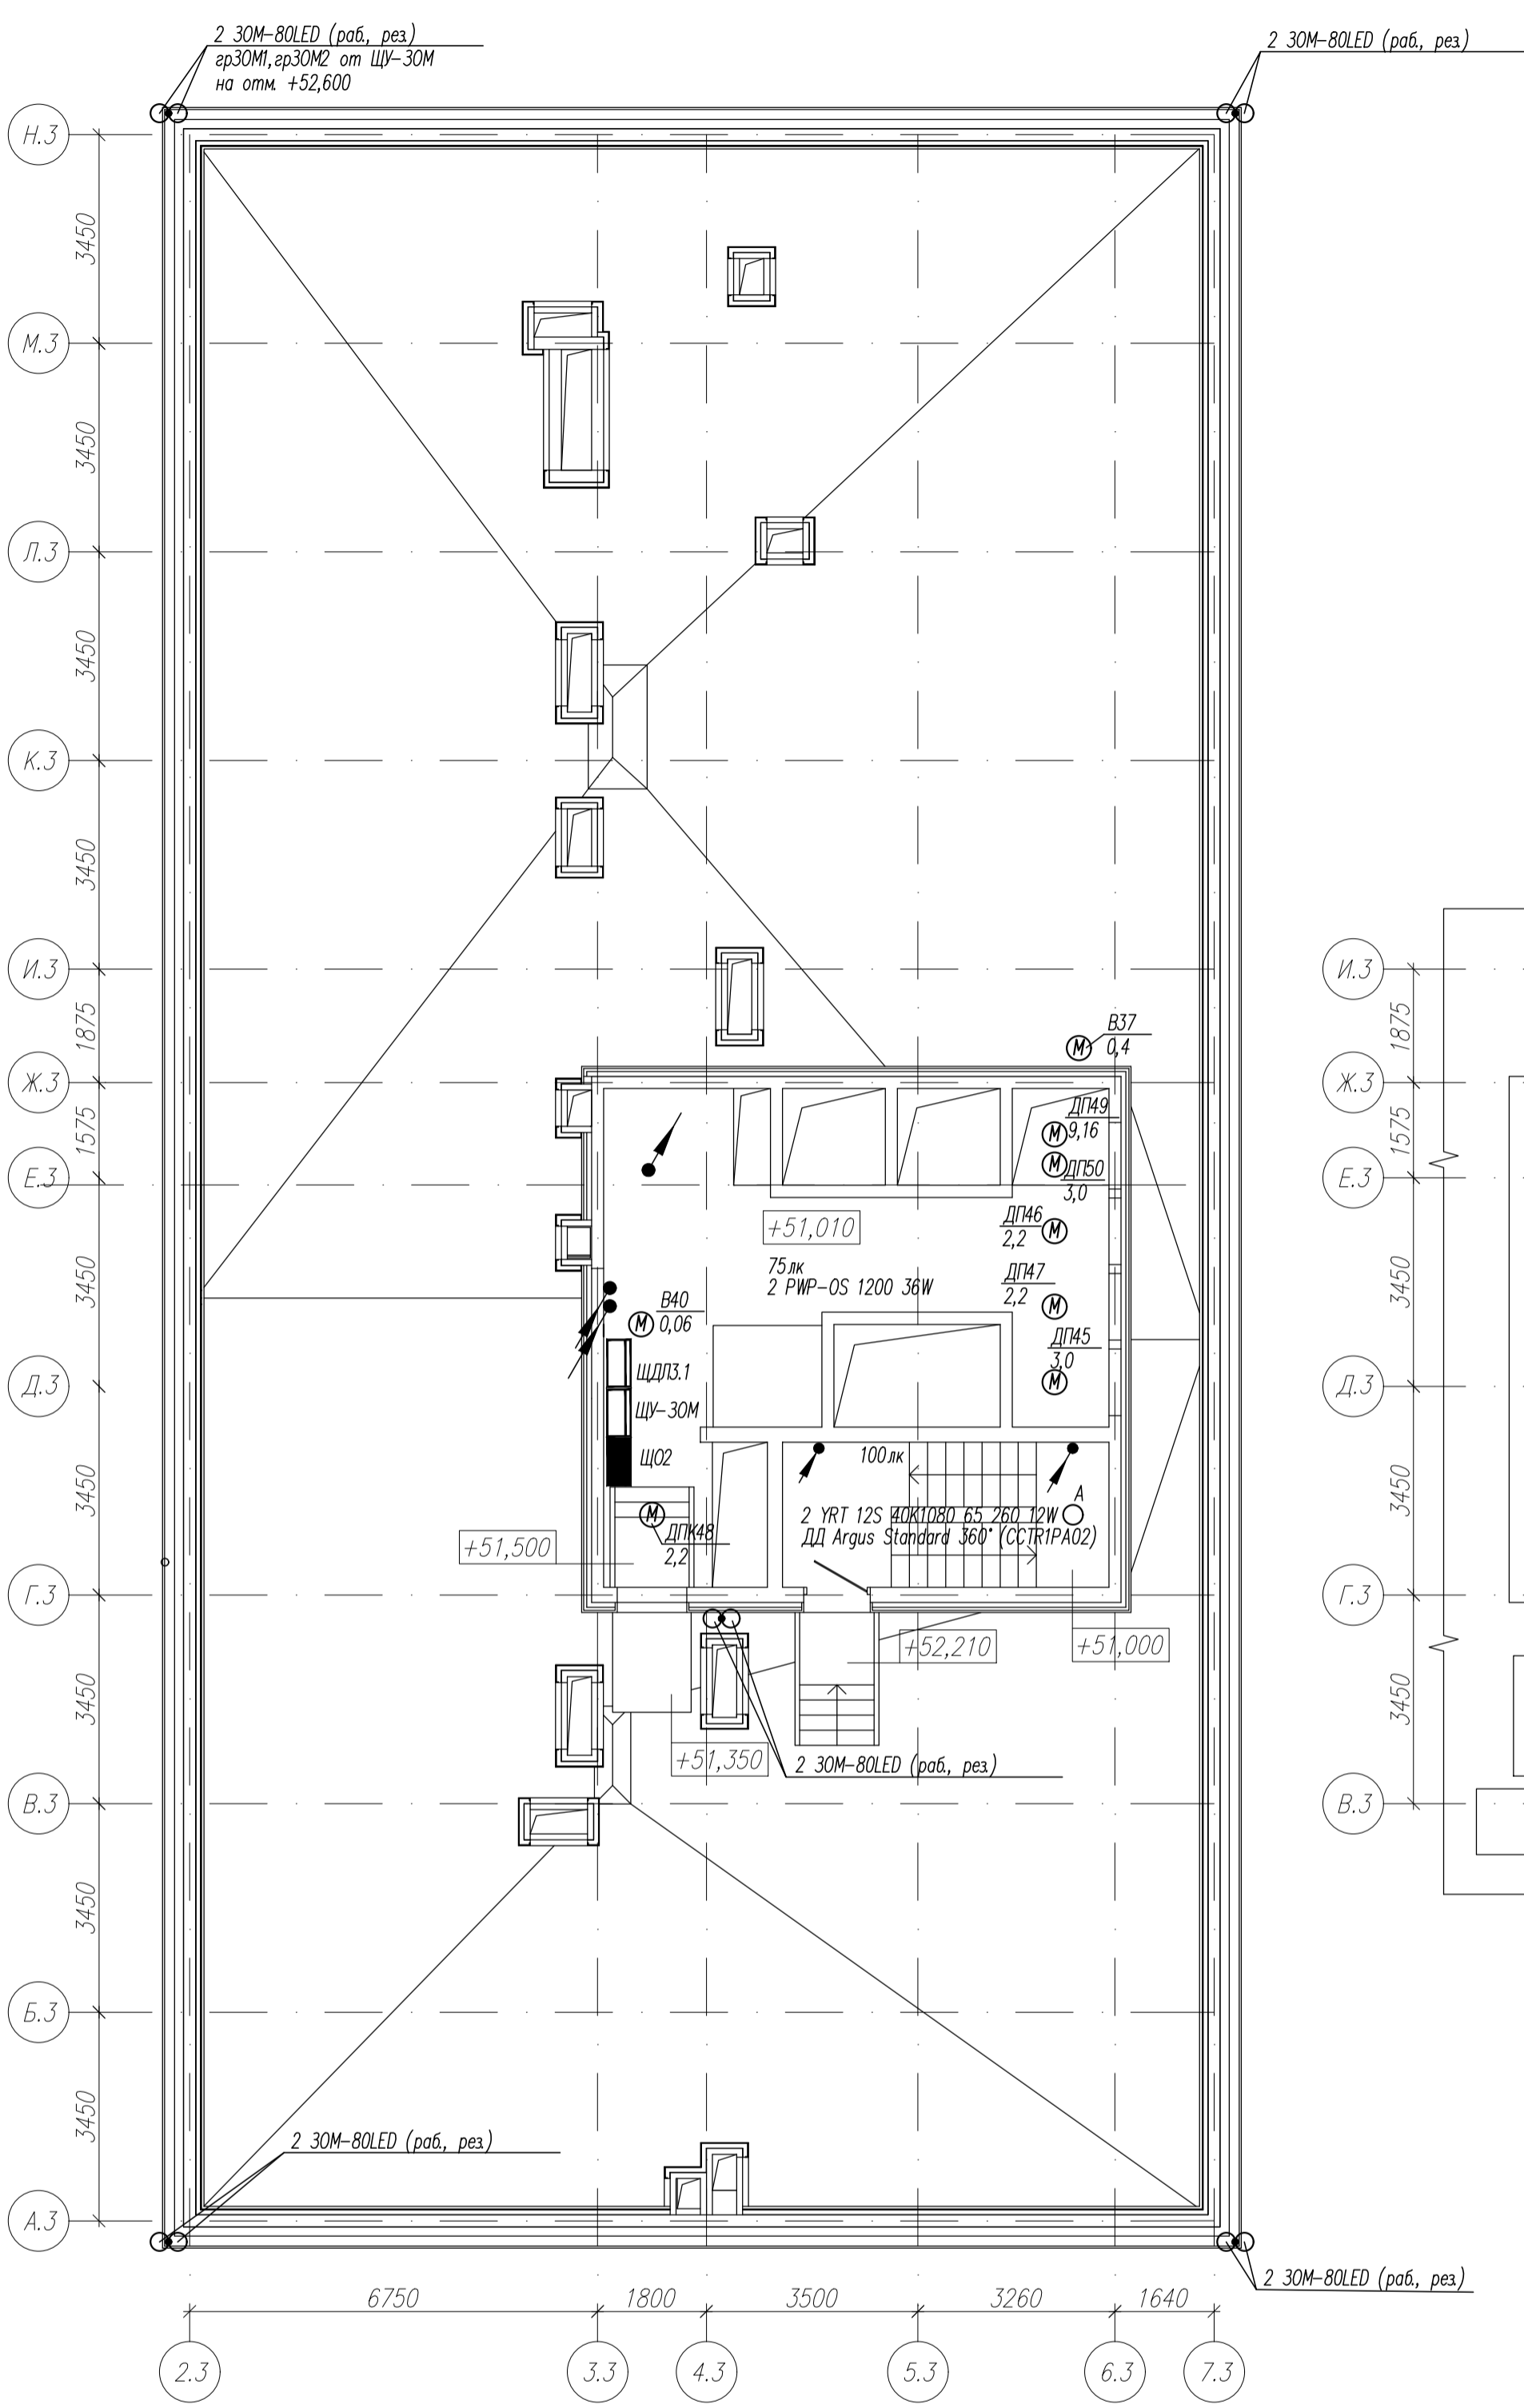 2 ЗОМ-80LED (раб., рез.)
грЗОМ1,грЗОМ2 от ЩУ-ЗОМ
на отм. +52,600
2 ЗОМ-80LED (раб., рез.)
Н.3
3450
М.3
3450
Л.3
3450
К.3
3450
И.3
И.3
1875
1875
В37
0,4
Ж.3
Ж.3
1575
1575
ДП49
9,16
Е.3
Е.3
ДП50
3,0
+51,010
ДП46
2,2
75лк
2 PWP-OS 1200 36W
ДП47
2,2
3450
3450
В40
0,06
ДП45
3,0
ЩДЛ3.1
Д.3
Д.3
ЩУ-ЗОМ
ЩО2
100лк
3450
3450
А
2 YRT 12S 40K1080 65 260 12W
ДД Argus Standard 360° (CCTR1PA02)
ДПК48
2,2
+51,500
Г.3
Г.3
+52,210
+51,000
3450
3450
+51,350
2 ЗОМ-80LED (раб., рез.)
В.3
В.3
3450
Б.3
3450
2 ЗОМ-80LED (раб., рез.)
А.3
2 ЗОМ-80LED (раб., рез.)
6750
1800
3500
3260
1640
2.3
3.3
4.3
5.3
6.3
7.3
М
М
М
М
М
М
М
М